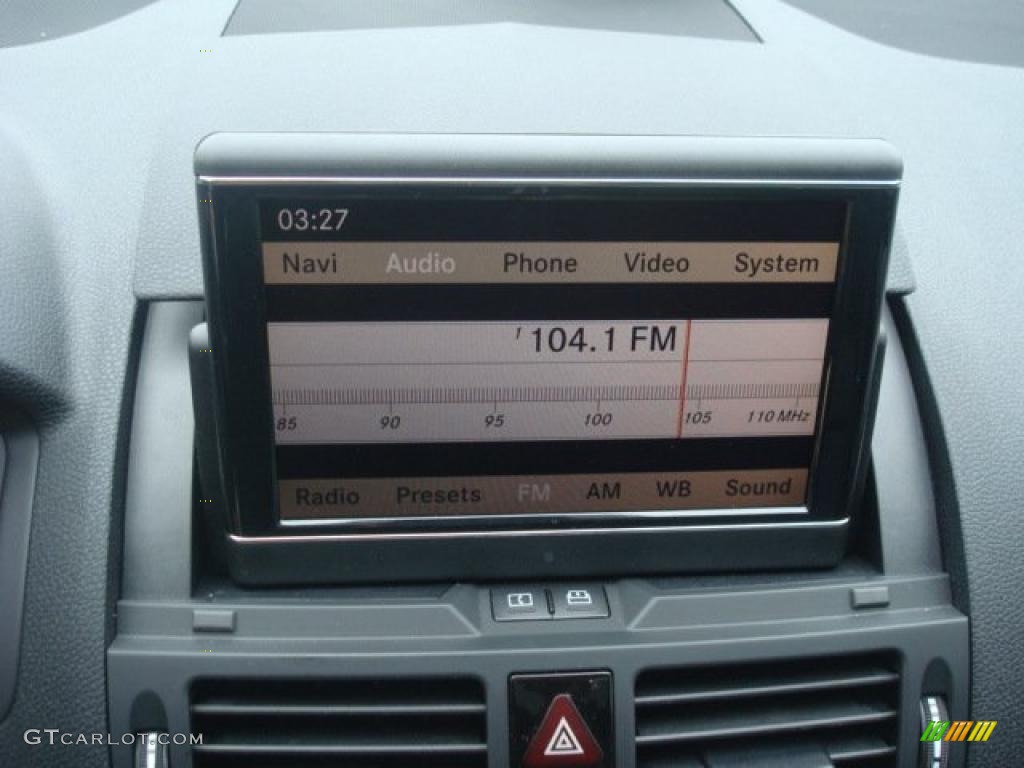 03:27
Navi Audio Phone Video System
104.1 FM
85 90 95 100 105 110 MHz
Radio Presets FM AM WB Sound
GTCARLOT.COM